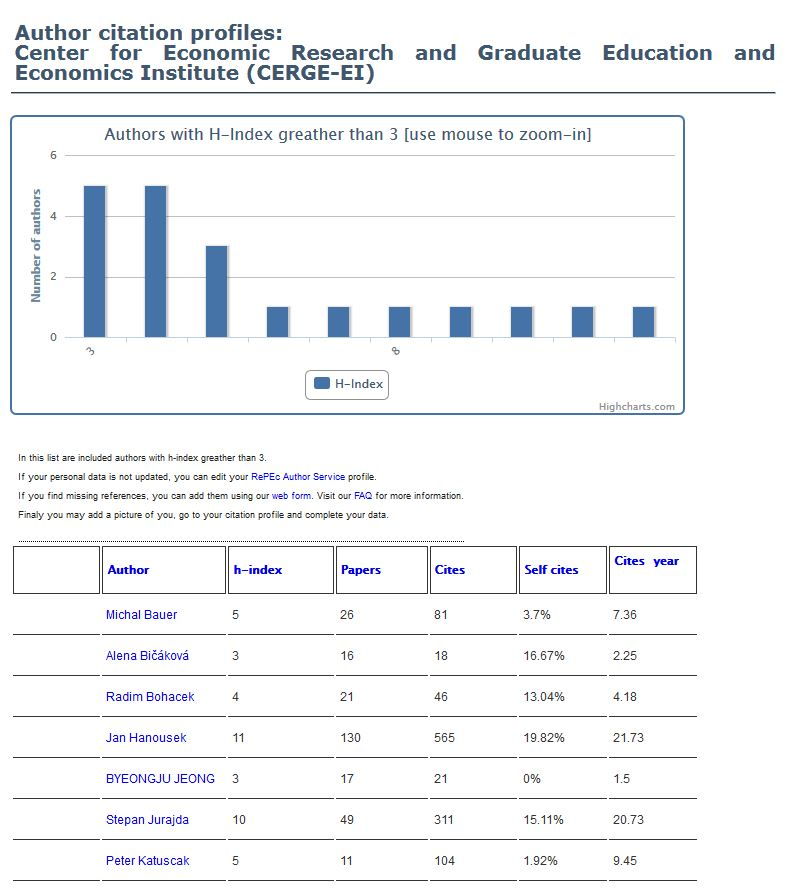 Author citation profiles:
Center for Economic Research and Graduate Education and
Economics Institute (CERGE-EI)
Authors with H-Index greather than 3 [use mouse to zoom-in]
Number of authors
6
4
2
0
3
8
H-Index
Highcharts.com
In this list are included authors with h-index greather than 3.
If your personal data is not updated, you can edit your RePEc Author Service profile.
If you find missing references, you can add them using our web form. Visit our FAQ for more information.
Finaly you may add a picture of you, go to your citation profile and complete your data.
Author h-index Papers Cites Self cites Cites year
Michal Bauer 5 26 81 3.7% 7.36
Alena Bičáková 3 16 18 16.67% 2.25
Radim Bohacek 4 21 46 13.04% 4.18
Jan Hanousek 11 130 565 19.82% 21.73
BYEONGJU JEONG 3 17 21 0% 1.5
Stepan Jurajda 10 49 311 15.11% 20.73
Peter Katuscak 5 11 104 1.92% 9.45